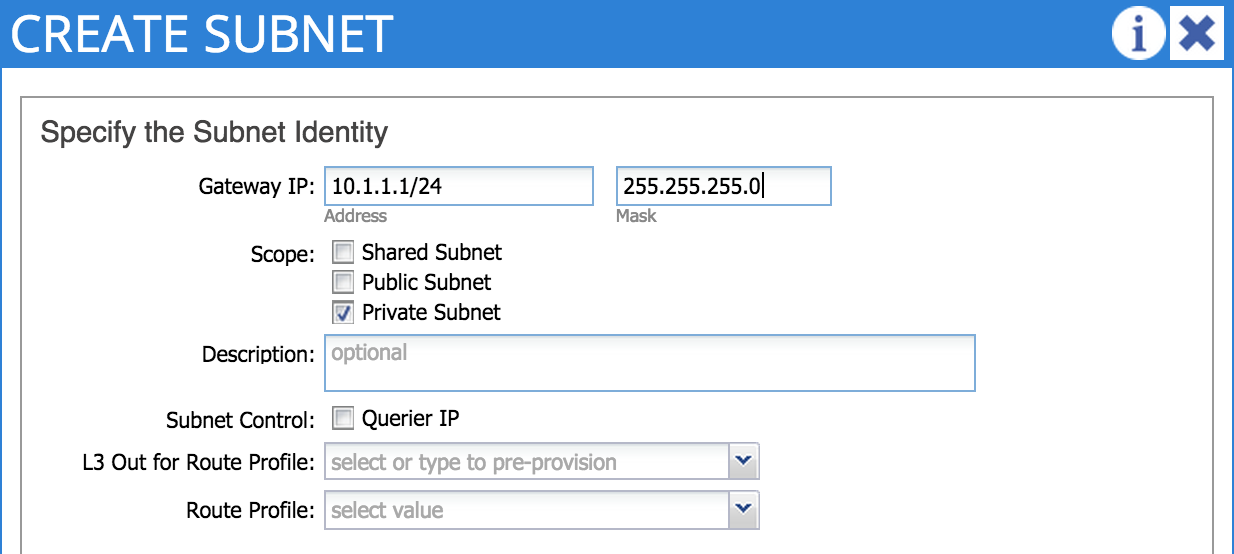 CREATE SUBNET
Specify the Subnet Identity
Gateway IP: 10.1.1.1/24 255.255.255.0
Address Mask
Scope: Shared Subnet
Public Subnet
Private Subnet
Description: optional
Subnet Control: Querier IP
L3 Out for Route Profile: select or type to pre-provision
Route Profile: select value